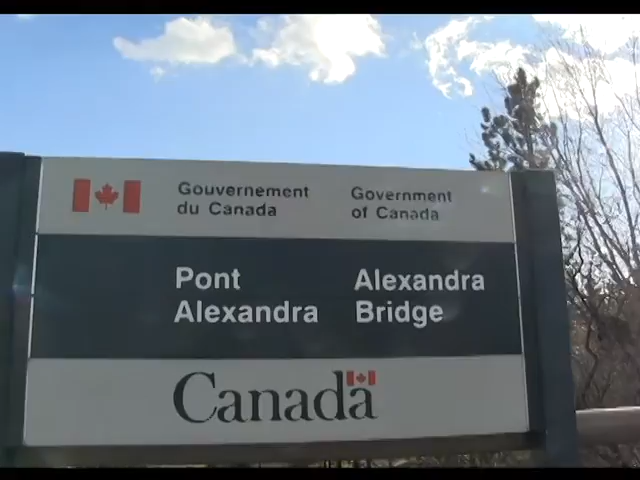 Gouvernement
du Canada
Government
of Canada
Pont
Alexandra
Alexandra
Bridge
Canada